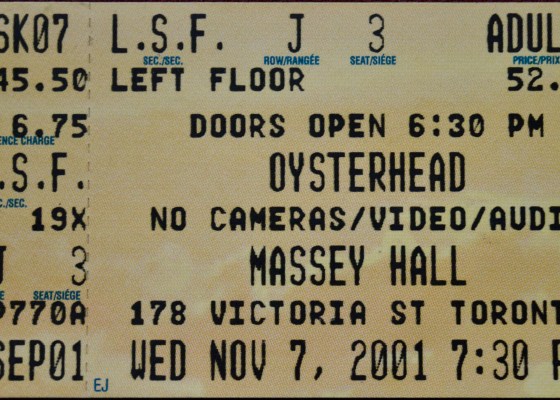 SK07 L.S.F. J 3 ADUL
SEC./SEC. ROW/RANGÉE SEAT/SIÈGE PRICE/PRIX
45.50 LEFT FLOOR 52.
6.75 DOORS OPEN 6:30 PM
ENCE CHARGE
.S.F. OYSTERHEAD
C./SEC.
19X NO CAMERAS/VIDEO/AUDI
J 3 MASSEY HALL
SEAT/SIÈGE
P770A 178 VICTORIA ST TORONT
SEP01 WED NOV 7, 2001 7:30 P
EJ